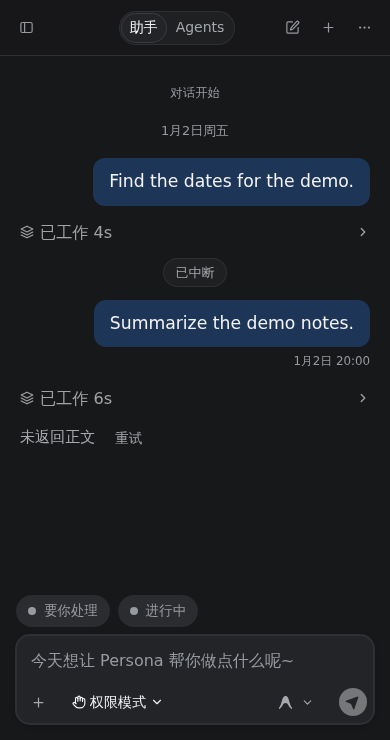 助手 Agents
对话开始
1月2日周五
Find the dates for the demo.
已工作 4s
已中断
Summarize the demo notes.
1月2日 20:00
已工作 6s
未返回正文 重试
要你处理 进行中
今天想让 Persona 帮你做点什么呢~
权限模式